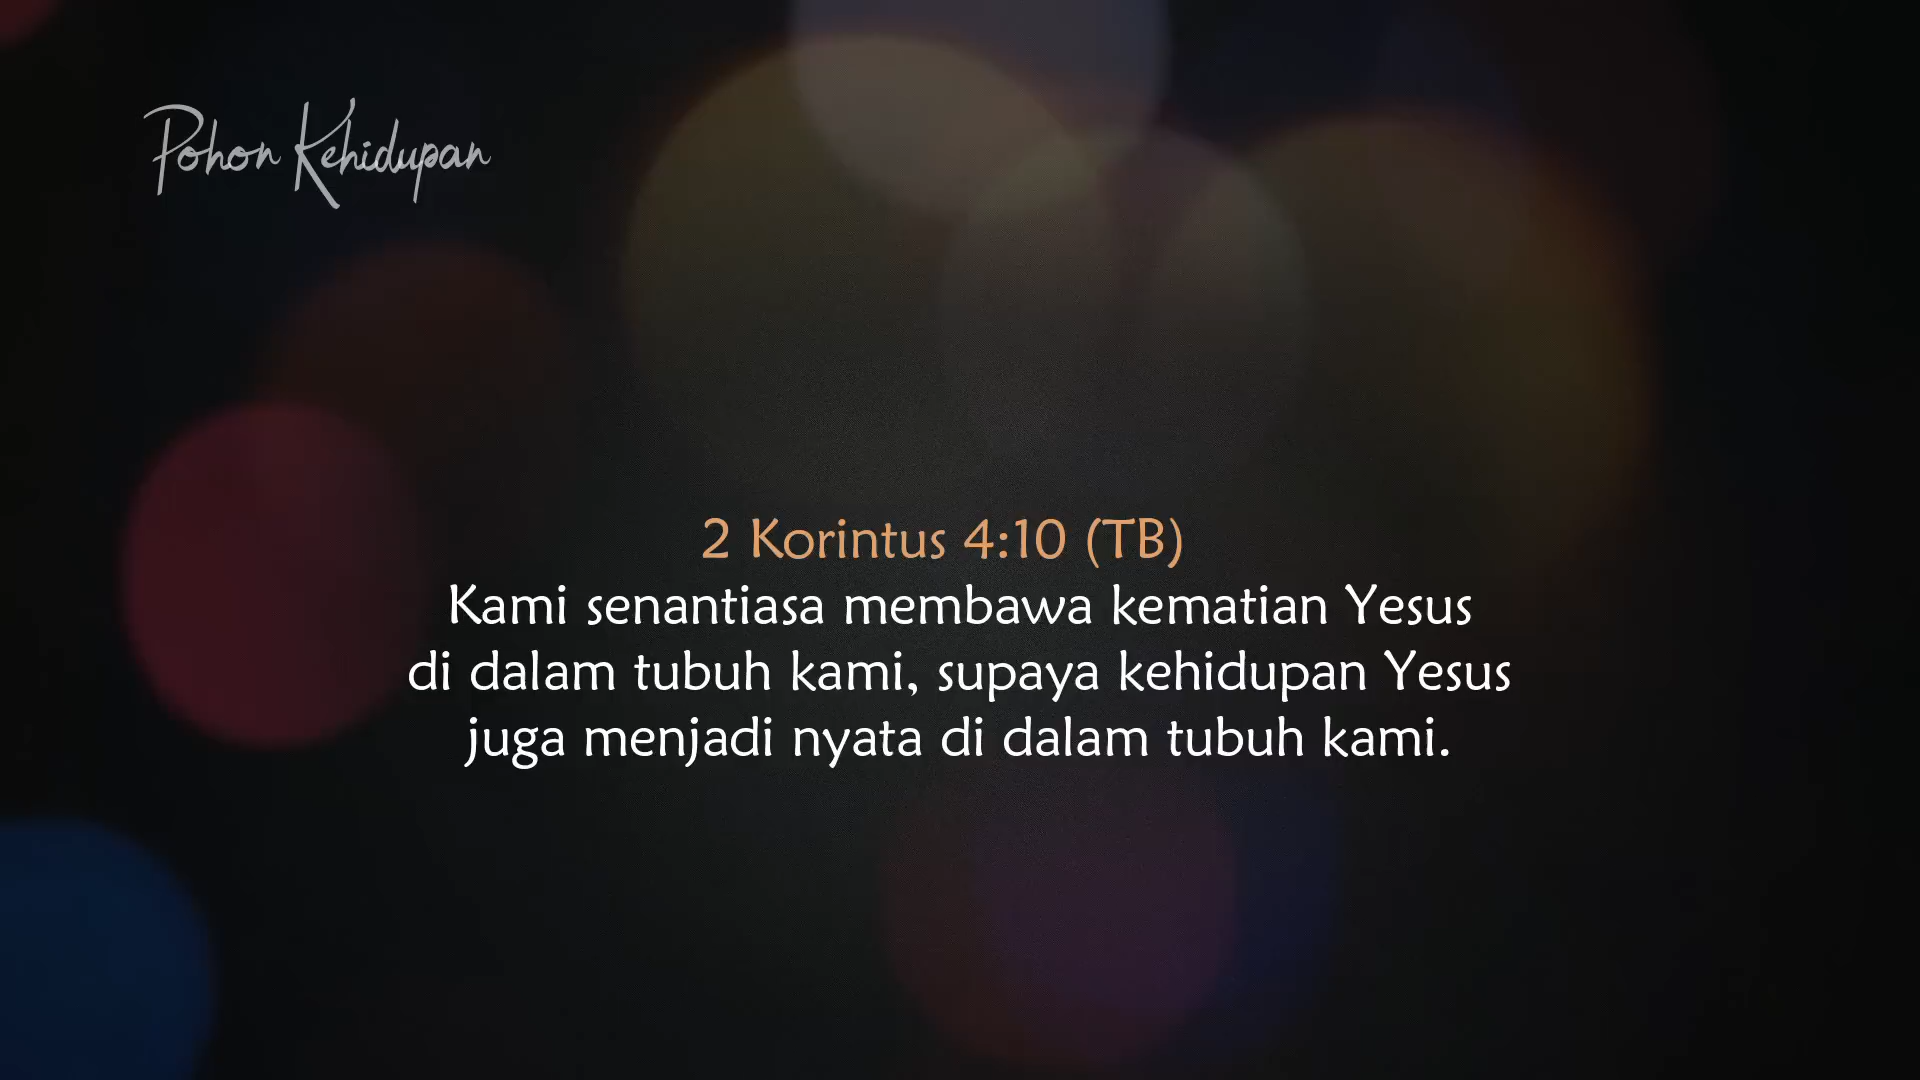 Pohon Kehidupan
2 Korintus 4:10 (TB)
Kami senantiasa membawa kematian Yesus
di dalam tubuh kami, supaya kehidupan Yesus
juga menjadi nyata di dalam tubuh kami.